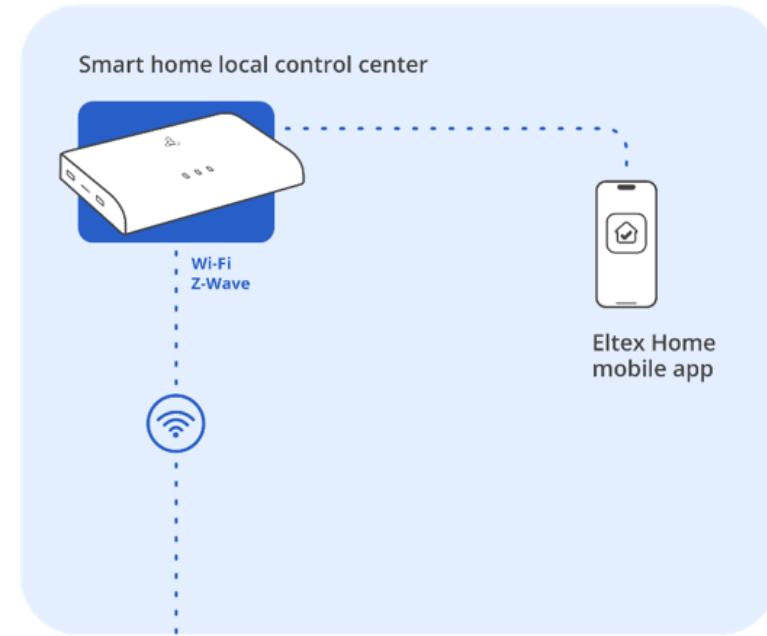 Smart home local control center
Wi-Fi
Z-Wave
Eltex Home
mobile app